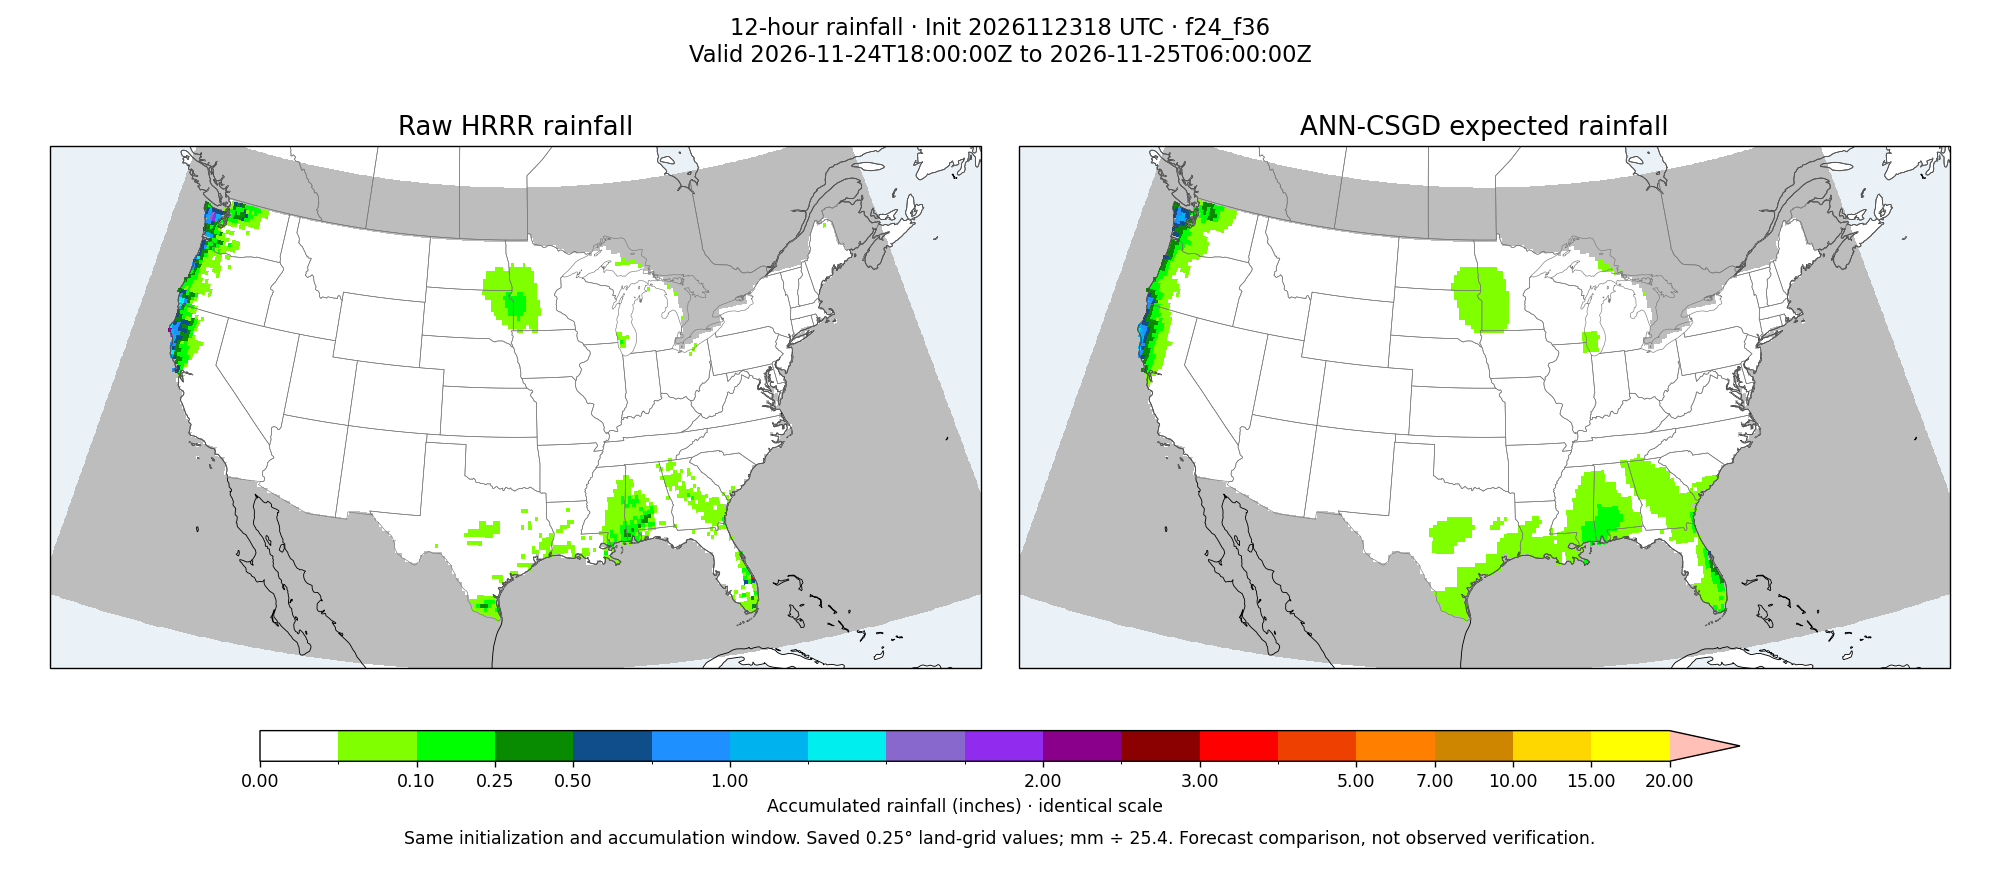 12-hour rainfall · Init 2026112318 UTC · f24_f36
Valid 2026-11-24T18:00:00Z to 2026-11-25T06:00:00Z
Raw HRRR rainfall
ANN-CSGD expected rainfall
0.00 0.10 0.25 0.50 1.00 2.00 3.00 5.00 7.00 10.00 15.00 20.00
Accumulated rainfall (inches) · identical scale
Same initialization and accumulation window. Saved 0.25° land-grid values; mm ÷ 25.4. Forecast comparison, not observed verification.